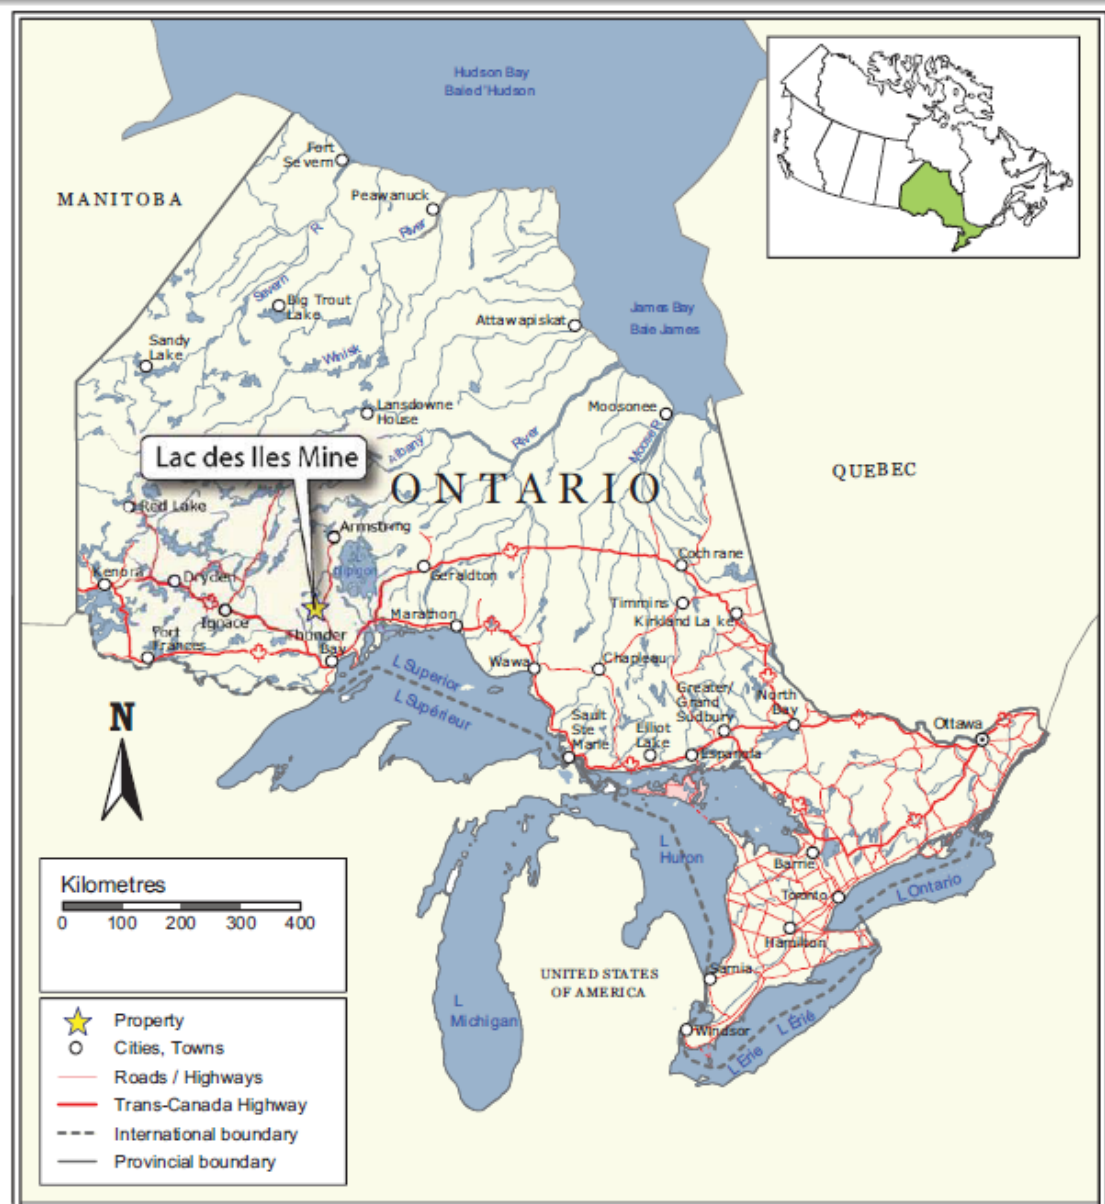 Hudson Bay
Baied'Hudson
MANITOBA
Fort
Severn
Peawanuck
River
Severn
R
Big Trout
Lake
James Bay
Baie James
Attawapiskat
Sandy
Lake
Winisk
Lansdowne
House
Moosonee
Moose R
Albany
River
Lac des Iles Mine
ONTARIO
QUEBEC
Red Lake
Armstrng
Cochrane
Kenora
Dryden
Nipigon
Geraldton
Ignace
Marathon
Timmins
Kirkland Lake
Fort
Frances
Thunder
Bay
Wawa
Chapleau
L Superior
L Supérieur
Greater/
Grand
Sudbury
North
Bay
Sault
Ste
Marie
Elliot
Lake
Espanola
Ottawa
N
L
Huron
Barrie
Toronto
L Ontario
Hamilton
Kilometres
0 100 200 300 400
UNITED STATES
OF AMERICA
Sarnia
L
Michigan
Windsor
L Erie
L Érié
Property
Cities, Towns
Roads / Highways
Trans-Canada Highway
International boundary
Provincial boundary